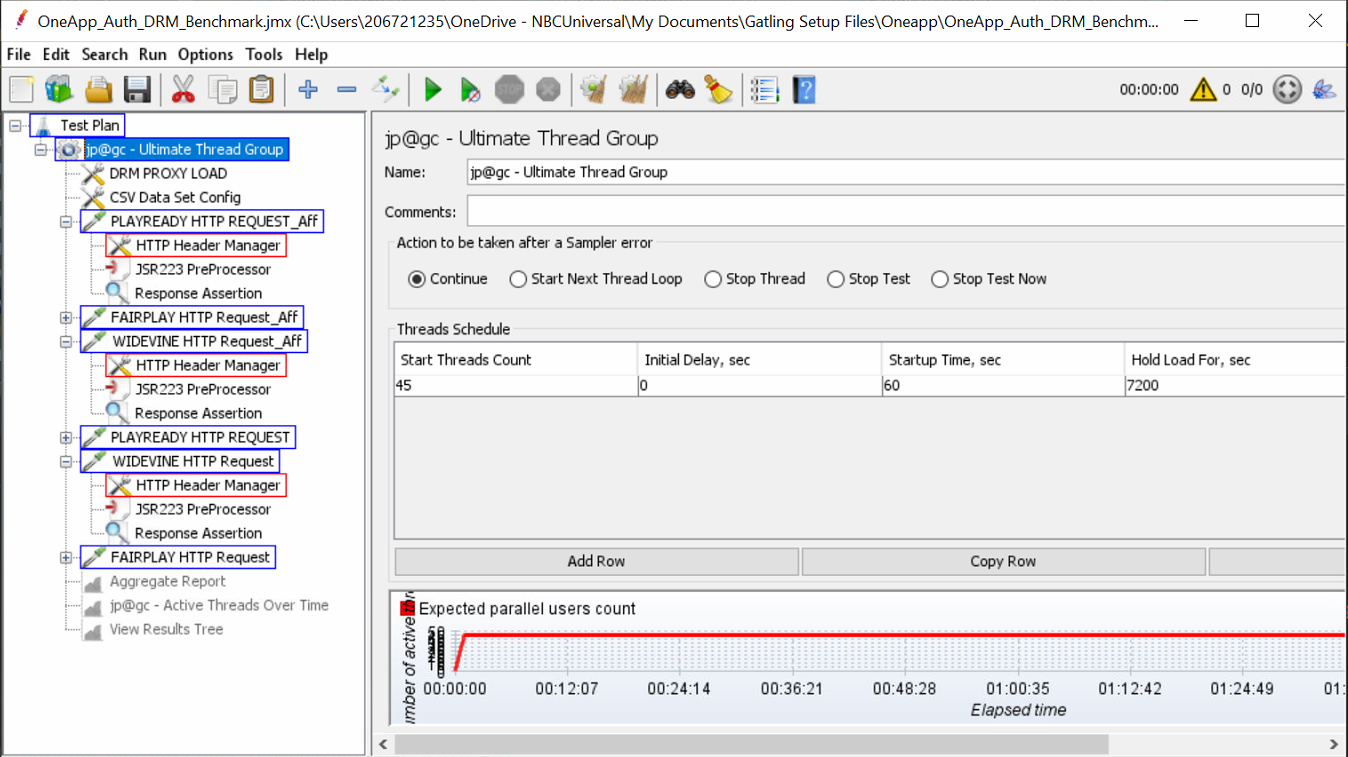 OneApp_Auth_DRM_Benchmark.jmx (C:\Users\206721235\OneDrive - NBCUniversal\My Documents\Gatling Setup Files\Oneapp\OneApp_Auth_DRM_Benchm...
File Edit Search Run Options Tools Help
STOP
00:00:00 0 0/0
Test Plan
jp@gc - Ultimate Thread Group
DRM PROXY LOAD
CSV Data Set Config
PLAYREADY HTTP REQUEST_Aff
HTTP Header Manager
JSR223 PreProcessor
Response Assertion
FAIRPLAY HTTP Request_Aff
WIDEVINE HTTP Request_Aff
HTTP Header Manager
JSR223 PreProcessor
Response Assertion
PLAYREADY HTTP REQUEST
WIDEVINE HTTP Request
HTTP Header Manager
JSR223 PreProcessor
Response Assertion
FAIRPLAY HTTP Request
Aggregate Report
jp@gc - Active Threads Over Time
View Results Tree
jp@gc - Ultimate Thread Group
Name: jp@gc - Ultimate Thread Group
Comments:
Action to be taken after a Sampler error
Continue Start Next Thread Loop Stop Thread Stop Test Stop Test Now
Threads Schedule
Start Threads Count Initial Delay, sec Startup Time, sec Hold Load For, sec
45 0 60 7200
Add Row Copy Row
Expected parallel users count
umber of active thr
00:00:00 00:12:07 00:24:14 00:36:21 00:48:28 01:00:35 01:12:42 01:24:49 01:
Elapsed time